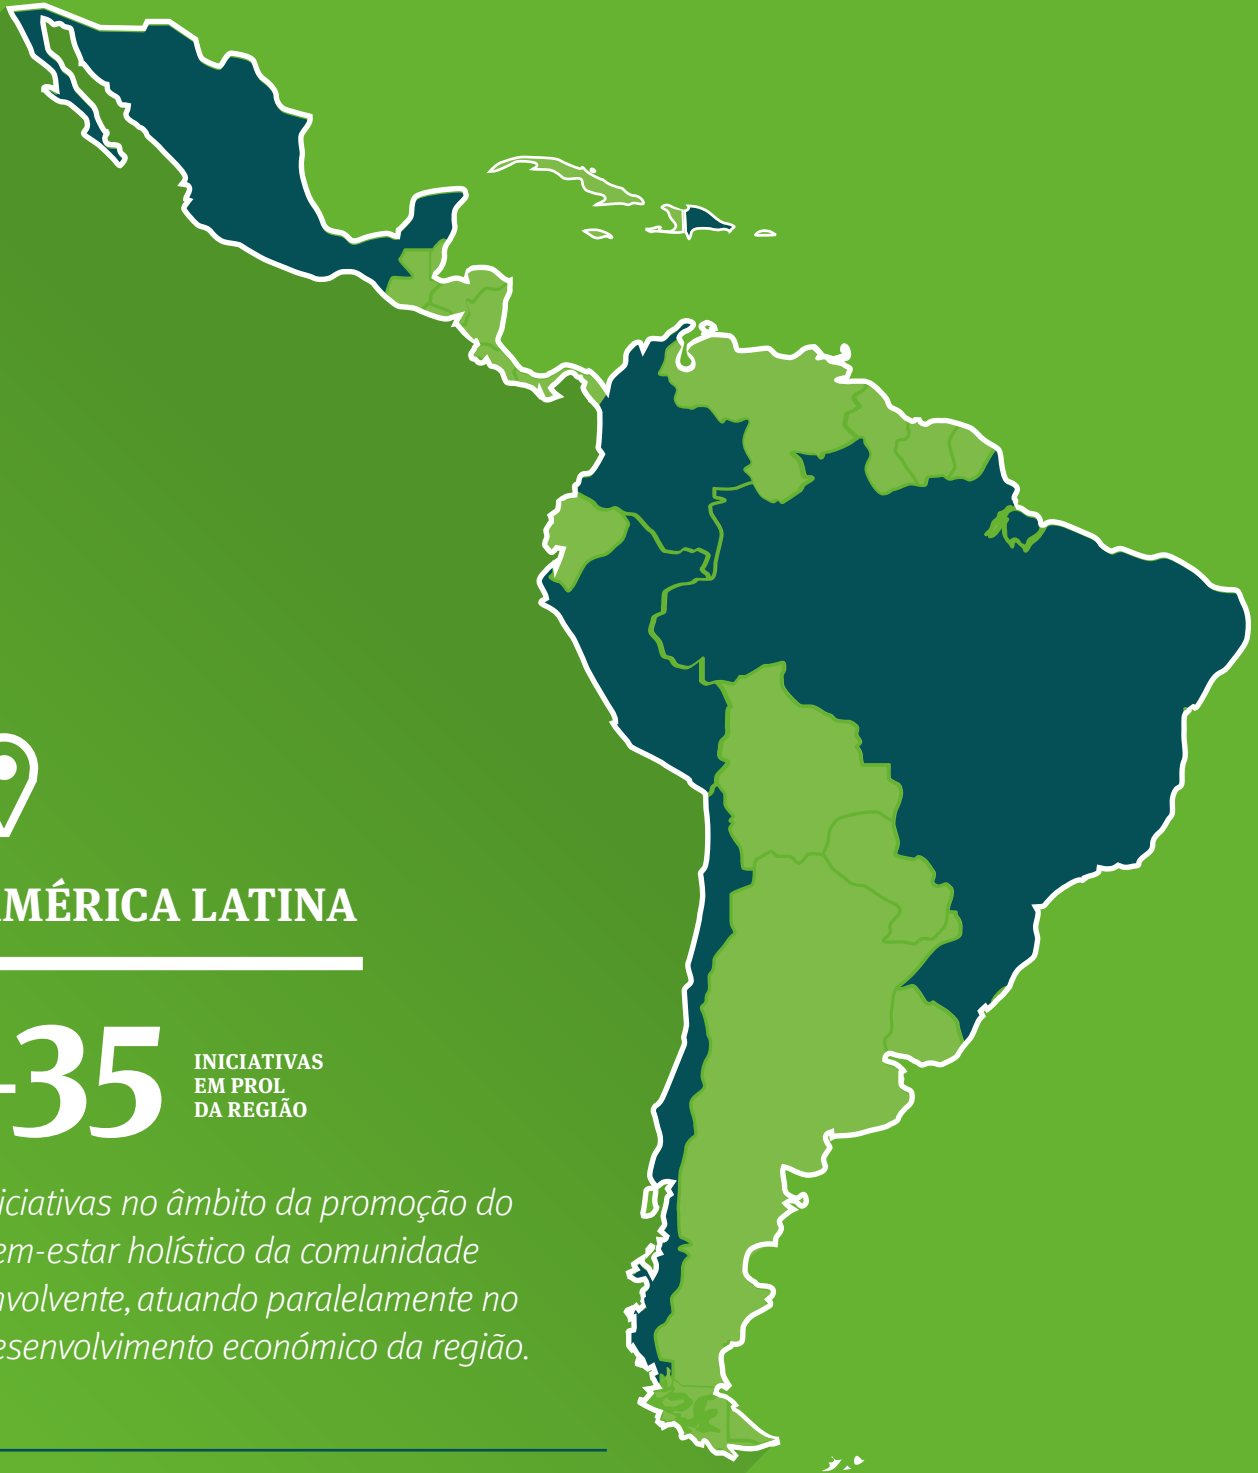 MÉRICA LATINA
35
INICIATIVAS
EM PROL
DA REGIÃO
iciativas no âmbito da promoção do
em-estar holístico da comunidade
nvolvente, atuando paralelamente no
esenvolvimento económico da região.